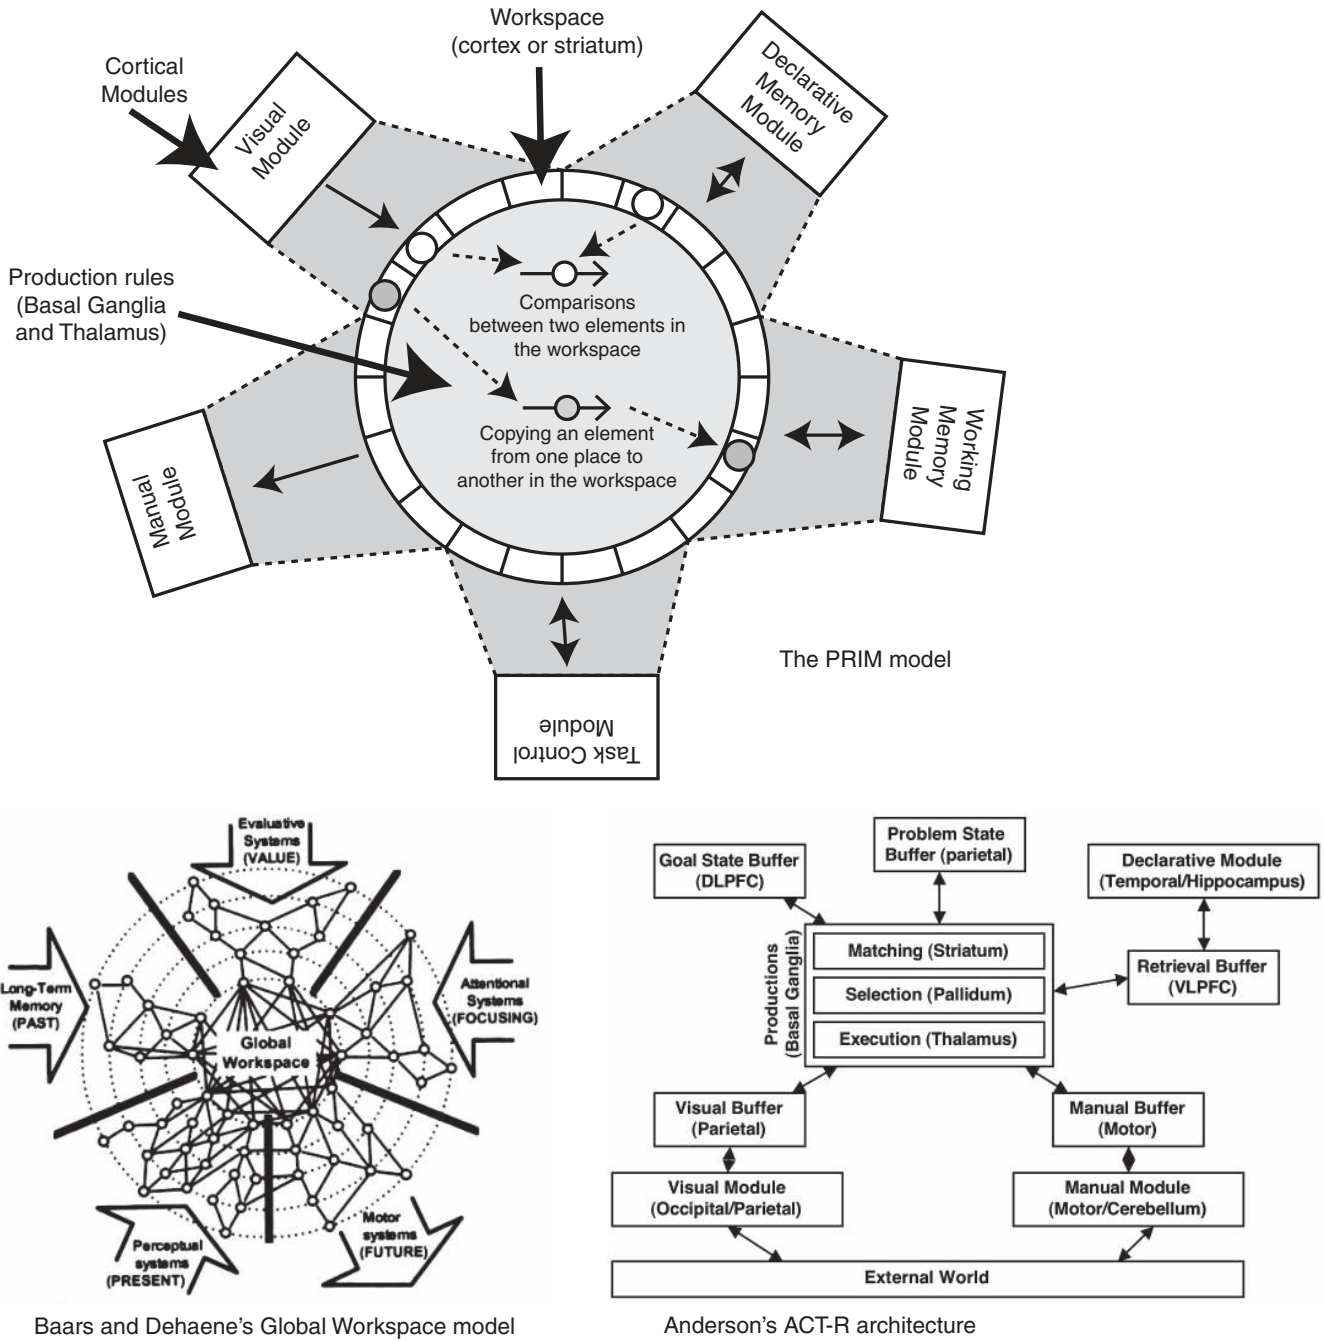 Workspace
(cortex or striatum)
Cortical
Modules
Visual
Module
Declarative
Memory
Module
Production rules
(Basal Ganglia
and Thalamus)
Comparisons
between two elements in
the workspace
Copying an element
from one place to
another in the workspace
Working
Memory
Module
Manual
Module
Task Control
Module
The PRIM model
Evaluative
Systems
(VALUE)
Long-Term
Memory
(PAST)
Attentional
Systems
(FOCUSING)
Global
Workspace
Perceptual
systems
(PRESENT)
Motor
systems
(FUTURE)
Baars and Dehaene's Global Workspace model
Problem State
Buffer (parietal)
Goal State Buffer
(DLPFC)
Declarative Module
(Temporal/Hippocampus)
Productions
(Basal Ganglia)
Matching (Striatum)
Selection (Pallidum)
Execution (Thalamus)
Retrieval Buffer
(VLPFC)
Visual Buffer
(Parietal)
Manual Buffer
(Motor)
Visual Module
(Occipital/Parietal)
Manual Module
(Motor/Cerebellum)
External World
Anderson's ACT-R architecture